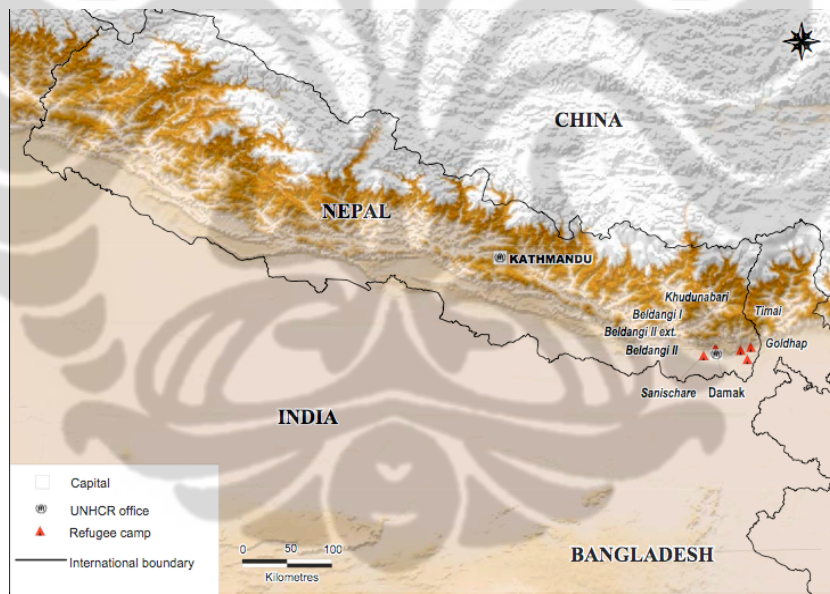 CHINA
NEPAL
KATHMANDU
Khudunabari
Beldangi I
Timai
Beldangi II ext.
Goldhap
Beldangi II
Sanischare
Damak
INDIA
BANGLADESH
Capital
UNHCR office
Refugee camp
International boundary
0 50 100
Kilometres